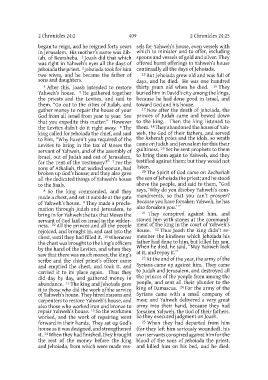 2 Chronicles 24:2
409
2 Chronicles 24:25
began to reign, and he reigned forty years
in Jerusalem. His mother's name was Zib-
iah, of Beersheba. 2 Joash did that which
was right in Yahweh's eyes all the days of
Jehoiada the priest. 3 Jehoiada took for him
two wives, and he became the father of
sons and daughters.
4 After this, Joash intended to restore
Yahweh's house. 5 He gathered together
the priests and the Levites, and said to
them, "Go out to the cities of Judah, and
gather money to repair the house of your
God from all Israel from year to year. See
that you expedite this matter." However
the Levites didn't do it right away. 6 The
king called for Jehoiada the chief, and said
to him, "Why haven't you required of the
Levites to bring in the tax of Moses the
servant of Yahweh, and of the assembly of
Israel, out of Judah and out of Jerusalem,
for the Tent of the Testimony?" 7 For the
sons of Athaliah, that wicked woman, had
broken up God's house; and they also gave
all the dedicated things of Yahweh's house
to the Baals.
8 So the king commanded, and they
made a chest, and set it outside at the gate
of Yahweh's house. 9 They made a procla-
mation through Judah and Jerusalem, to
bring in for Yahweh the tax that Moses the
servant of God laid on Israel in the wilder-
ness. 10 All the princes and all the people
rejoiced, and brought in, and cast into the
chest, until they had filled it. 11 Whenever
the chest was brought to the king's officers
by the hand of the Levites, and when they
saw that there was much money, the king's
scribe and the chief priest's officer came
and emptied the chest, and took it, and
carried it to its place again. Thus they
did day by day, and gathered money in
abundance. 12 The king and Jehoiada gave
it to those who did the work of the service
of Yahweh's house. They hired masons and
carpenters to restore Yahweh's house, and
also those who worked iron and bronze to
repair Yahweh's house. 13 So the workmen
worked, and the work of repairing went
forward in their hands. They set up God's
house as it was designed, and strengthened
it. 14 When they had finished, they brought
the rest of the money before the king
and Jehoiada, from which were made ves-
sels for Yahweh's house, even vessels with
which to minister and to offer, including
spoons and vessels of gold and silver. They
offered burnt offerings in Yahweh's house
continually all the days of Jehoiada.
15 But Jehoiada grew old and was full of
days, and he died. He was one hundred
thirty years old when he died. 16 They
buried him in David's city among the kings,
because he had done good in Israel, and
toward God and his house.
17 Now after the death of Jehoiada, the
princes of Judah came and bowed down
to the king. Then the king listened to
them. 18 They abandoned the house of Yah-
weh, the God of their fathers, and served
the Asherah poles and the idols, so wrath
came on Judah and Jerusalem for this their
guiltiness. 19 Yet he sent prophets to them
to bring them again to Yahweh, and they
testified against them; but they would not
listen.
20 The Spirit of God came on Zechariah
the son of Jehoiada the priest; and he stood
above the people, and said to them, "God
says, 'Why do you disobey Yahweh's com-
mandments, so that you can't prosper?
Because you have forsaken Yahweh, he has
also forsaken you.'"
21 They conspired against him, and
stoned him with stones at the command-
ment of the king in the court of Yahweh's
house. 22 Thus Joash the king didn't re-
member the kindness which Jehoiada his
father had done to him, but killed his son.
When he died, he said, "May Yahweh look
at it, and repay it."
23 At the end of the year, the army of the
Syrians came up against him. They came
to Judah and Jerusalem, and destroyed all
the princes of the people from among the
people, and sent all their plunder to the
king of Damascus. 24 For the army of the
Syrians came with a small company of
men; and Yahweh delivered a very great
army into their hand, because they had
forsaken Yahweh, the God of their fathers.
So they executed judgment on Joash.
25 When they had departed from him
(for they left him seriously wounded), his
own servants conspired against him for the
blood of the sons of Jehoiada the priest,
and killed him on his bed, and he died.